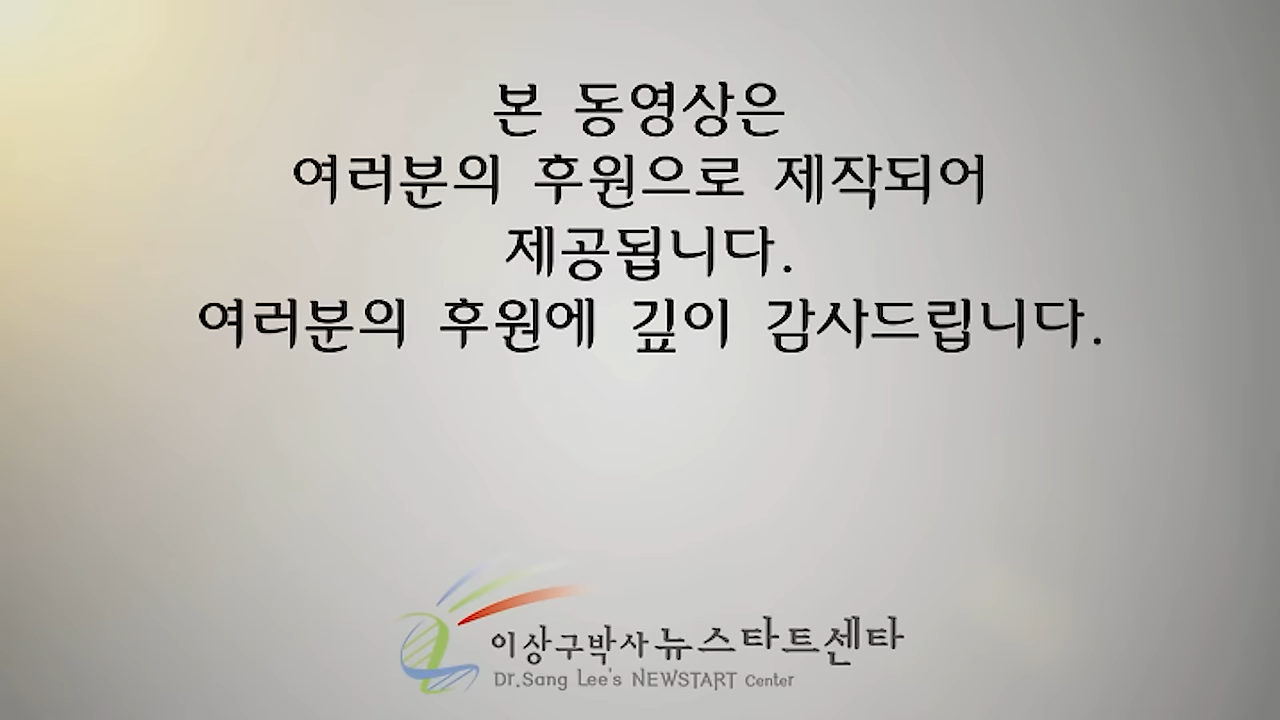 본 동영상은
여러분의 후원으로 제작되어
제공됩니다.
여러분의 후원에 깊이 감사드립니다.
이상구박사 뉴스타트센타
Dr.Sang Lee's NEWSTART Center